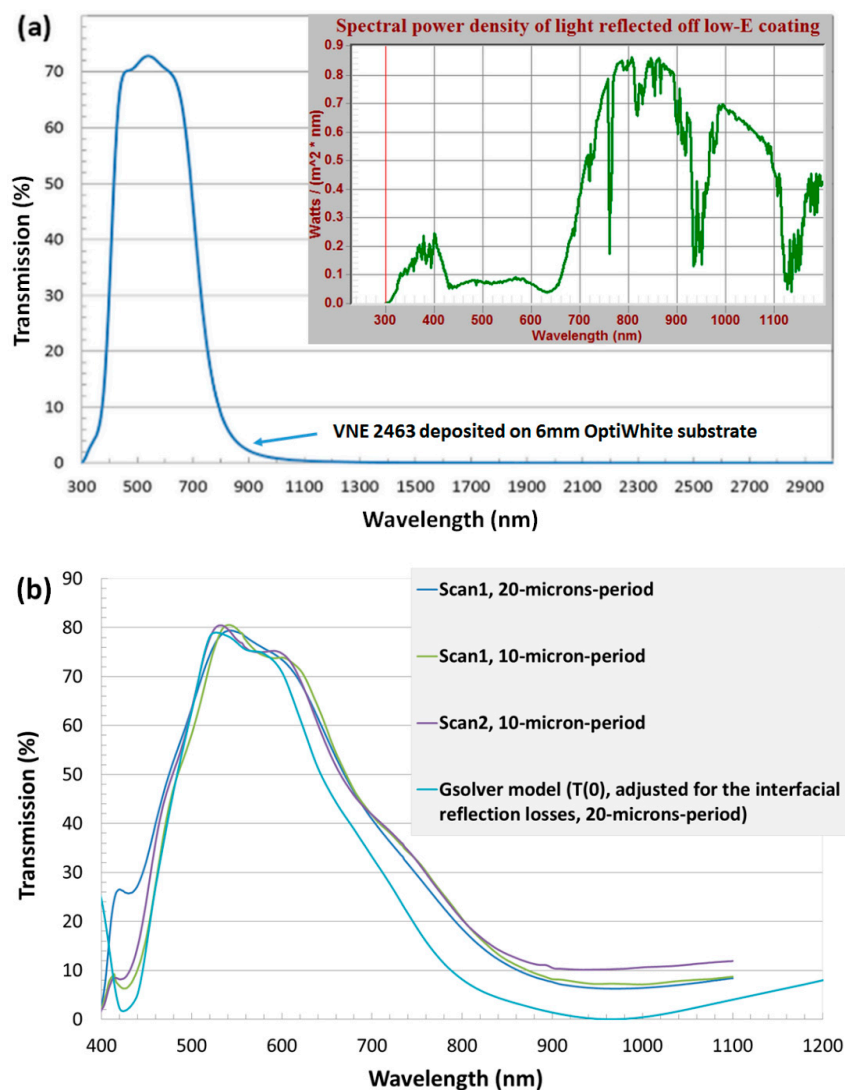 (a)
Spectral power density of light reflected off low-E coating
Watts / (m^2 * nm)
0.9
0.8
0.7
0.6
0.5
0.4
0.3
0.2
0.1
0.0
300 400 500 600 700 800 900 1000 1100
Wavelength (nm)
Transmission (%)
70
60
50
40
30
20
10
0
VNE 2463 deposited on 6mm OptiWhite substrate
300 500 700 900 1100 1300 1500 1700 1900 2100 2300 2500 2700 2900
Wavelength (nm)
(b)
Transmission (%)
90
80
70
60
50
40
30
20
10
0
Scan1, 20-microns-period
Scan1, 10-micron-period
Scan2, 10-micron-period
Gsolver model (T(0), adjusted for the interfacial
reflection losses, 20-microns-period)
400 500 600 700 800 900 1000 1100 1200
Wavelength (nm)